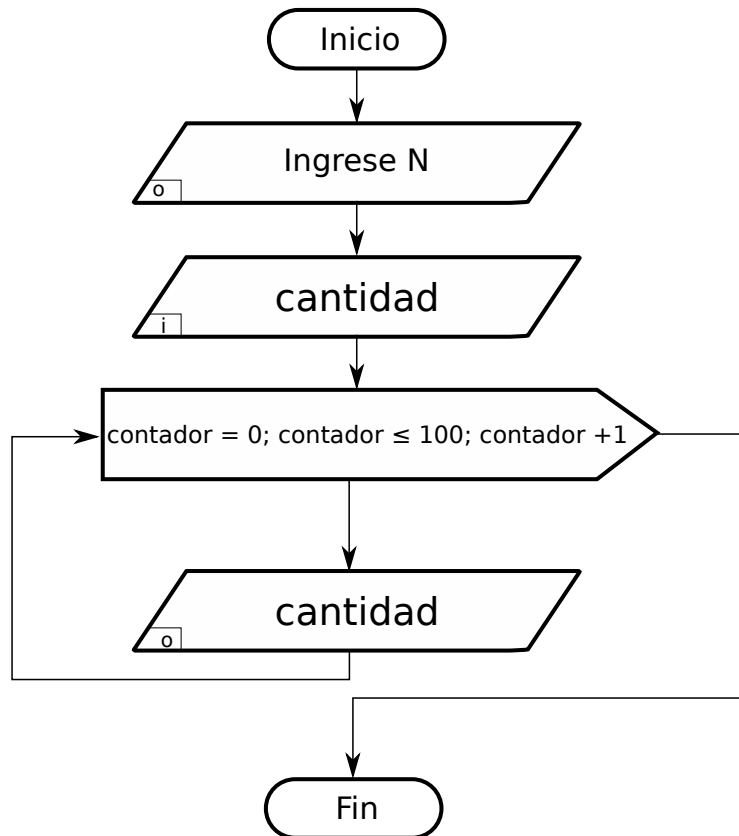 Inicio
Ingrese N
o
cantidad
i
contador = 0; contador ≤ 100; contador +1
cantidad
o
Fin